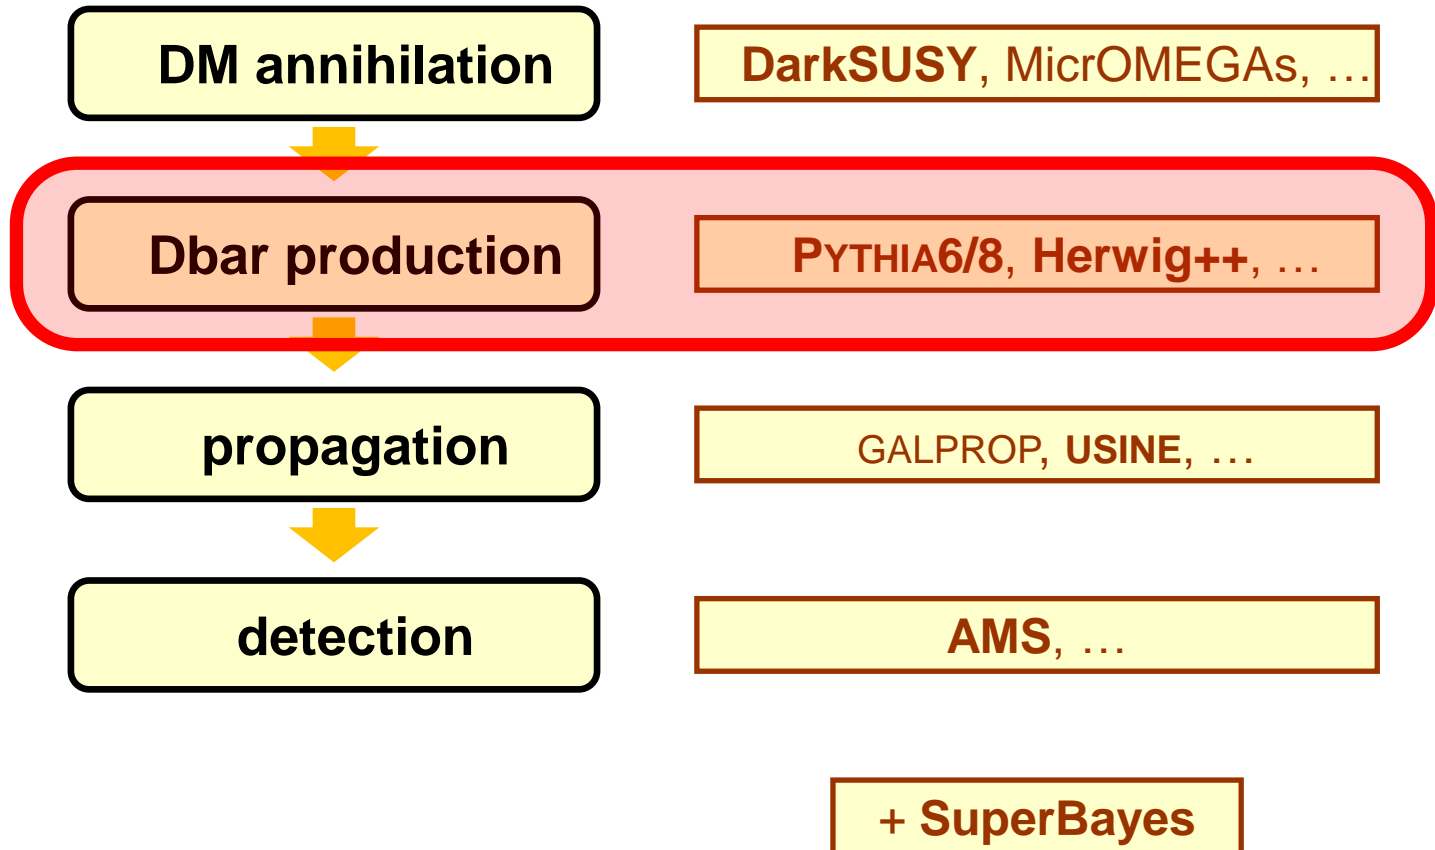 DM annihilation
DarkSUSY, MicrOMEGAs, …
Dbar production
PYTHIA6/8, Herwig++, …
propagation
GALPROP, USINE, …
detection
AMS, …
+ SuperBayes